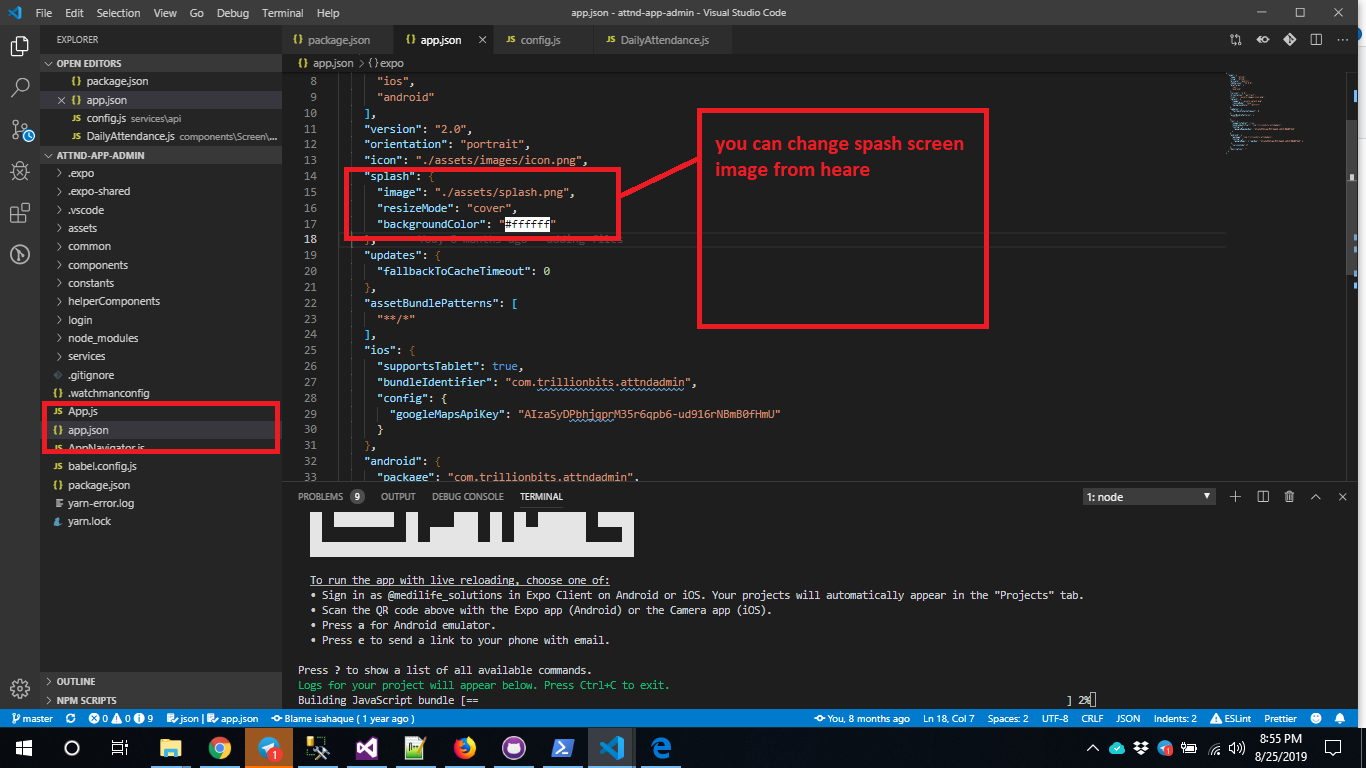 File Edit Selection View Go Debug Terminal Help
app.json - attnd-app-admin - Visual Studio Code
EXPLORER
OPEN EDITORS
{} package.json
{} app.json
config.js services\api
JS DailyAttendance.js components\Screen\...
ATTND-APP-ADMIN
.expo
.expo-shared
.vscode
assets
common
components
constants
helperComponents
login
node_modules
services
.gitignore
{} .watchmanconfig
JS App.js
{} app.json
JS AppNavigator.js
JS babel.config.js
{} package.json
yarn-error.log
yarn.lock
OUTLINE
NPM SCRIPTS
{} package.json {} app.json JS config.js JS DailyAttendance.js
{} app.json > {} expo
8 "ios",
9 "android"
10 ],
11 "version": "2.0",
12 "orientation": "portrait",
13 "icon": "./assets/images/icon.png",
14 "splash": {
15 "image": "./assets/splash.png",
16 "resizeMode": "cover",
17 "backgroundColor": "#ffffff"
18 },
19 "updates": {
20 "fallbackToCacheTimeout": 0
21 },
22 "assetBundlePatterns": [
23 "**/*"
24 ],
25 "ios": {
26 "supportsTablet": true,
27 "bundleIdentifier": "com.trillionbits.attndadmin",
28 "config": {
29 "googleMapsApiKey": "AIzaSyDPbhjqprM35r6qpb6-ud916rNBmB0fHmU"
30 }
31 },
32 "android": {
33 "package": "com.trillionbits.attndadmin",
you can change spash screen
image from heare
PROBLEMS 9 OUTPUT DEBUG CONSOLE TERMINAL
1: node
To run the app with live reloading, choose one of:
• Sign in as @medilife_solutions in Expo Client on Android or iOS. Your projects will automatically appear in the "Projects" tab.
• Scan the QR code above with the Expo app (Android) or the Camera app (iOS).
• Press a for Android emulator.
• Press e to send a link to your phone with email.
Press ? to show a list of all available commands.
Logs for your project will appear below. Press Ctrl+C to exit.
Building JavaScript bundle [== ] 2%
master 0 0 9 json | app.json Blame isahaque ( 1 year ago ) You, 8 months ago Ln 18, Col 7 Spaces: 2 UTF-8 CRLF JSON Indents: 2 ESLint Prettier
8:55 PM
8/25/2019